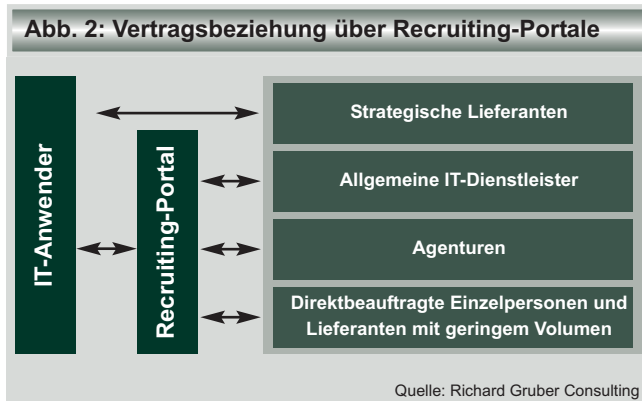 Abb. 2: Vertragsbeziehung über Recruiting-Portale
IT-Anwender
Recruiting-Portal
Strategische Lieferanten
Allgemeine IT-Dienstleister
Agenturen
Direktbeauftragte Einzelpersonen und
Lieferanten mit geringem Volumen
Quelle: Richard Gruber Consulting